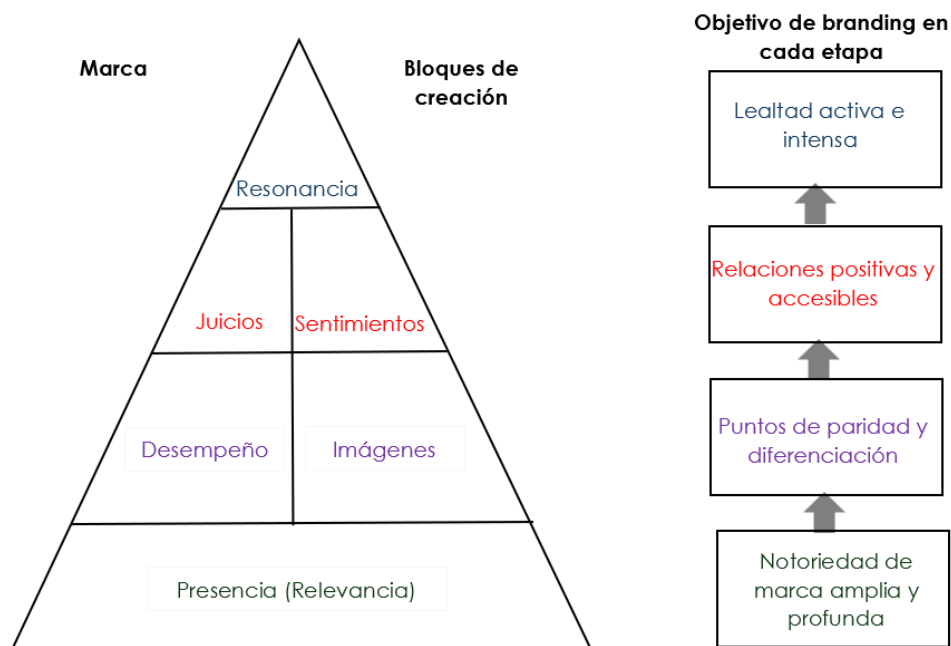 Marca
Bloques de
creación
Resonancia
Juicios
Sentimientos
Desempeño
Imágenes
Presencia (Relevancia)
Objetivo de branding en
cada etapa
Lealtad activa e
intensa
Relaciones positivas y
accesibles
Puntos de paridad y
diferenciación
Notoriedad de
marca amplia y
profunda